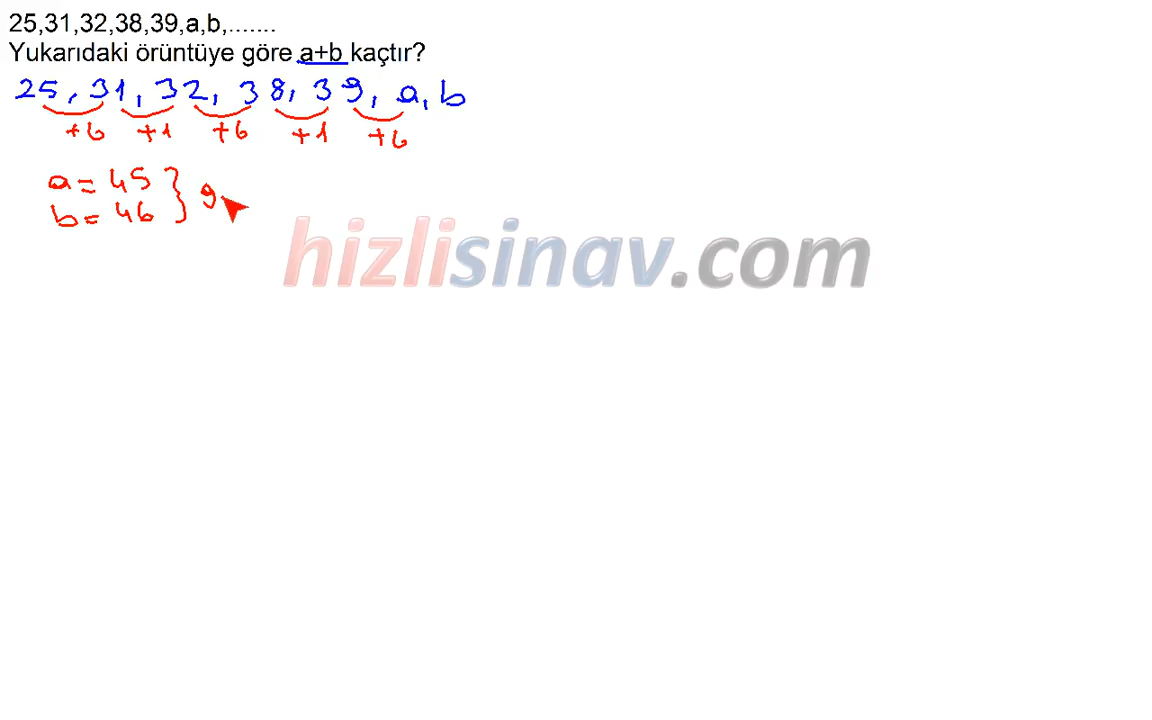 25,31,32,38,39,a,b,.......
Yukarıdaki örüntüye göre a+b kaçtır?
25, 31, 32, 38, 39, a, b
+6 +1 +6 +1 +6
a = 45 } 9
b = 46
hizlisinav.com